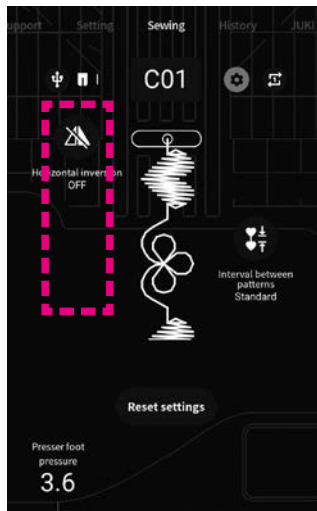 upport Setting Sewing History JUKI
C01
Horizontal inversion
OFF
Interval between
patterns
Standard
Reset settings
Presser foot
pressure
3.6